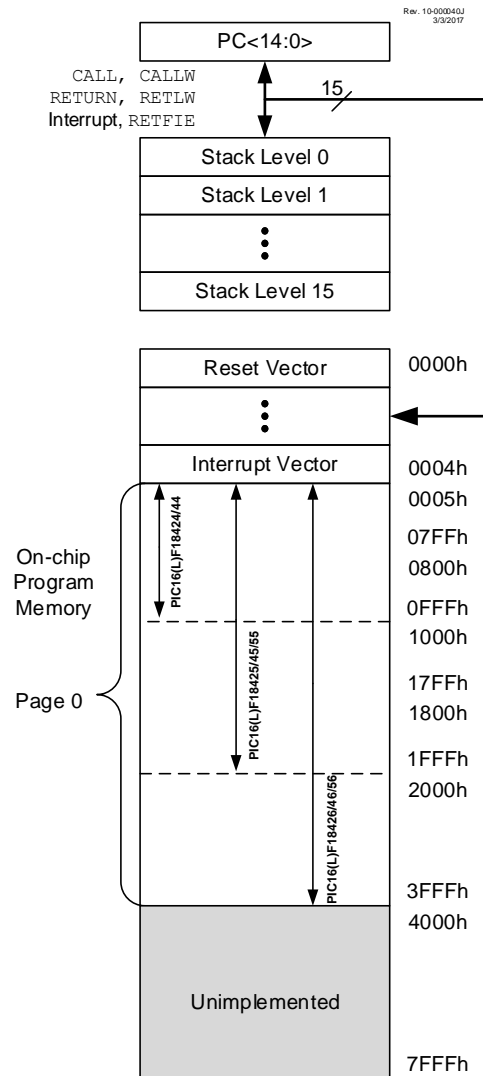 Rev. 10-000040J
3/3/2017
PC<14:0>
CALL, CALLW
RETURN, RETLW
Interrupt, RETFIE
15
Stack Level 0
Stack Level 1
Stack Level 15
Reset Vector
0000h
Interrupt Vector
0004h
0005h
07FFh
0800h
0FFFh
1000h
17FFh
1800h
1FFFh
2000h
3FFFh
4000h
7FFFh
On-chip
Program
Memory
Page 0
PIC16(L)F18424/44
PIC16(L)F18425/45/55
PIC16(L)F18426/46/56
Unimplemented